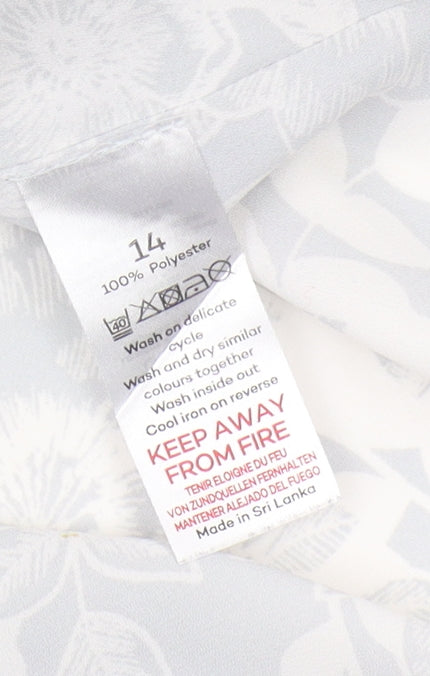 14
100% Polyester
40
Wash on delicate
cycle
Wash and dry similar
colours together
Wash inside out
Cool iron on reverse
KEEP AWAY
FROM FIRE
TENIR ELOIGNE DU FEU
VON ZUNDQUELLEN FERNHALTEN
MANTENER ALEJADO DEL FUEGO
Made in Sri Lanka